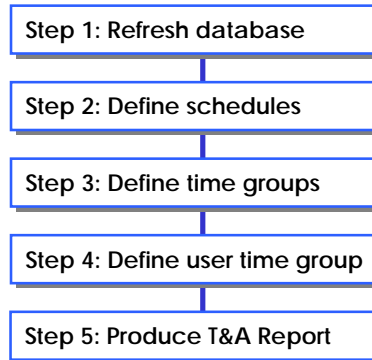 Step 1: Refresh database
Step 2: Define schedules
Step 3: Define time groups
Step 4: Define user time group
Step 5: Produce T&A Report